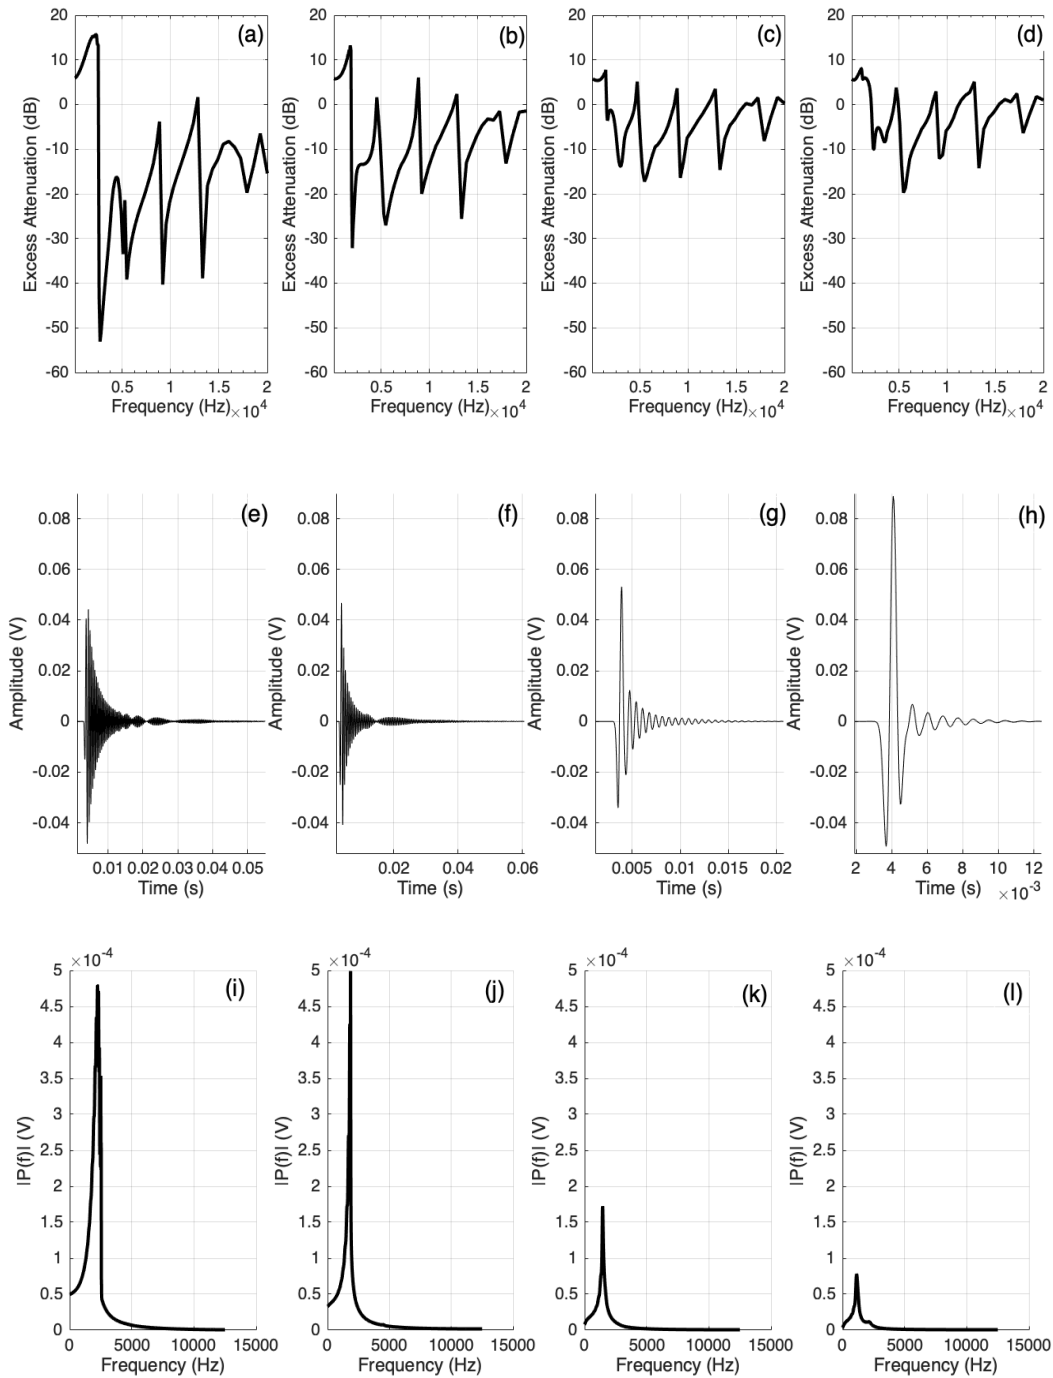 20
10
0
-10
-20
-30
-40
-50
-60
Excess Attenuation (dB)
0.5 1 1.5 2
Frequency (Hz) ×10^4
(a)
20
10
0
-10
-20
-30
-40
-50
-60
Excess Attenuation (dB)
0.5 1 1.5 2
Frequency (Hz) ×10^4
(b)
20
10
0
-10
-20
-30
-40
-50
-60
Excess Attenuation (dB)
0.5 1 1.5 2
Frequency (Hz) ×10^4
(c)
20
10
0
-10
-20
-30
-40
-50
-60
Excess Attenuation (dB)
0.5 1 1.5 2
Frequency (Hz) ×10^4
(d)
0.08
0.06
0.04
0.02
0
-0.02
-0.04
Amplitude (V)
0.01 0.02 0.03 0.04 0.05
Time (s)
(e)
0.08
0.06
0.04
0.02
0
-0.02
-0.04
Amplitude (V)
0.02 0.04 0.06
Time (s)
(f)
0.08
0.06
0.04
0.02
0
-0.02
-0.04
Amplitude (V)
0.005 0.01 0.015 0.02
Time (s)
(g)
0.08
0.06
0.04
0.02
0
-0.02
-0.04
Amplitude (V)
2 4 6 8 10 12
Time (s) ×10^-3
(h)
×10^-4
5
4.5
4
3.5
3
2.5
2
1.5
1
0.5
0
|P(f)| (V)
0 5000 10000 15000
Frequency (Hz)
(i)
×10^-4
5
4.5
4
3.5
3
2.5
2
1.5
1
0.5
0
|P(f)| (V)
0 5000 10000 15000
Frequency (Hz)
(j)
×10^-4
5
4.5
4
3.5
3
2.5
2
1.5
1
0.5
0
|P(f)| (V)
0 5000 10000 15000
Frequency (Hz)
(k)
×10^-4
5
4.5
4
3.5
3
2.5
2
1.5
1
0.5
0
|P(f)| (V)
0 5000 10000 15000
Frequency (Hz)
(l)